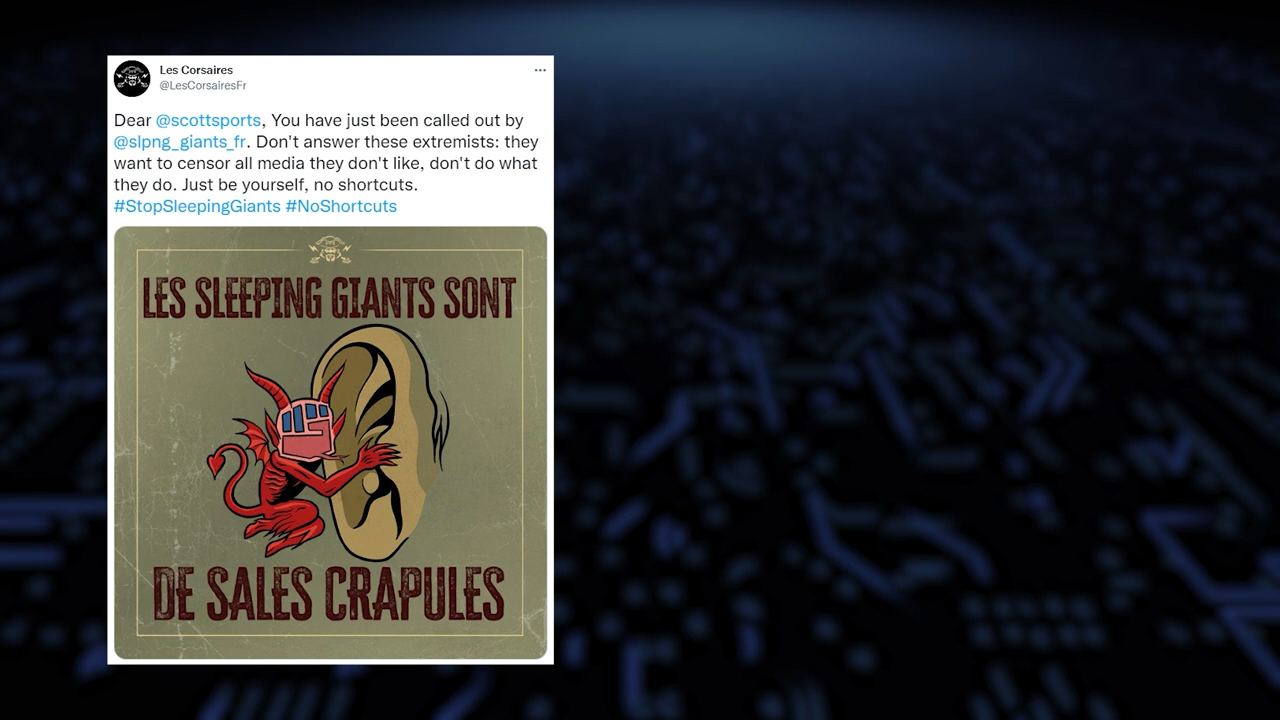 Les Corsaires
@LesCorsairesFr
Dear @scottsports, You have just been called out by
@slpng_giants_fr. Don't answer these extremists: they
want to censor all media they don't like, don't do what
they do. Just be yourself, no shortcuts.
#StopSleepingGiants #NoShortcuts
LES SLEEPING GIANTS SONT
DE SALES CRAPULES